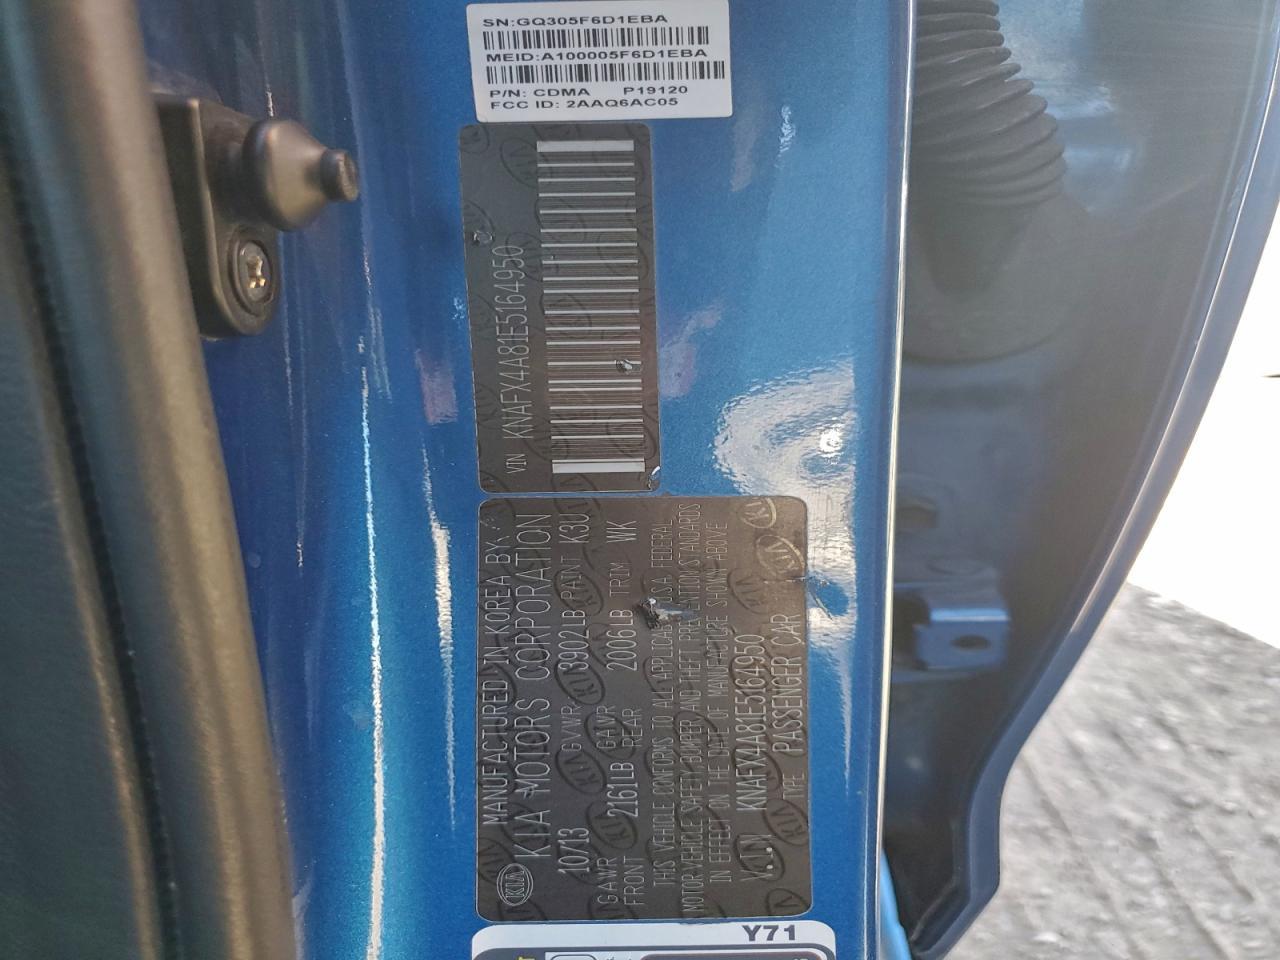 SN:GQ305F6D1EBA
MEID:A100005F6D1EBA
P/N: CDMA P19120
FCC ID: 2AAQ6AC05
VIN KNAFX4A81E5164950
MANUFACTURED IN KOREA BY
KIA MOTORS CORPORATION
10/13 GVWR 3902LB PAINT K3U
GAWR FRONT 2161LB GAWR REAR 2006LB TRIM WK
THIS VEHICLE CONFORMS TO ALL APPLICABLE U.S.A FEDERAL
MOTOR VEHICLE SAFETY BUMPER AND THEFT PREVENTION STANDARDS
IN EFFECT ON THE DATE OF MANUFACTURE SHOWN ABOVE
V.I.N KNAFX4A81E5164950
TYPE PASSENGER CAR
KIA
Y71